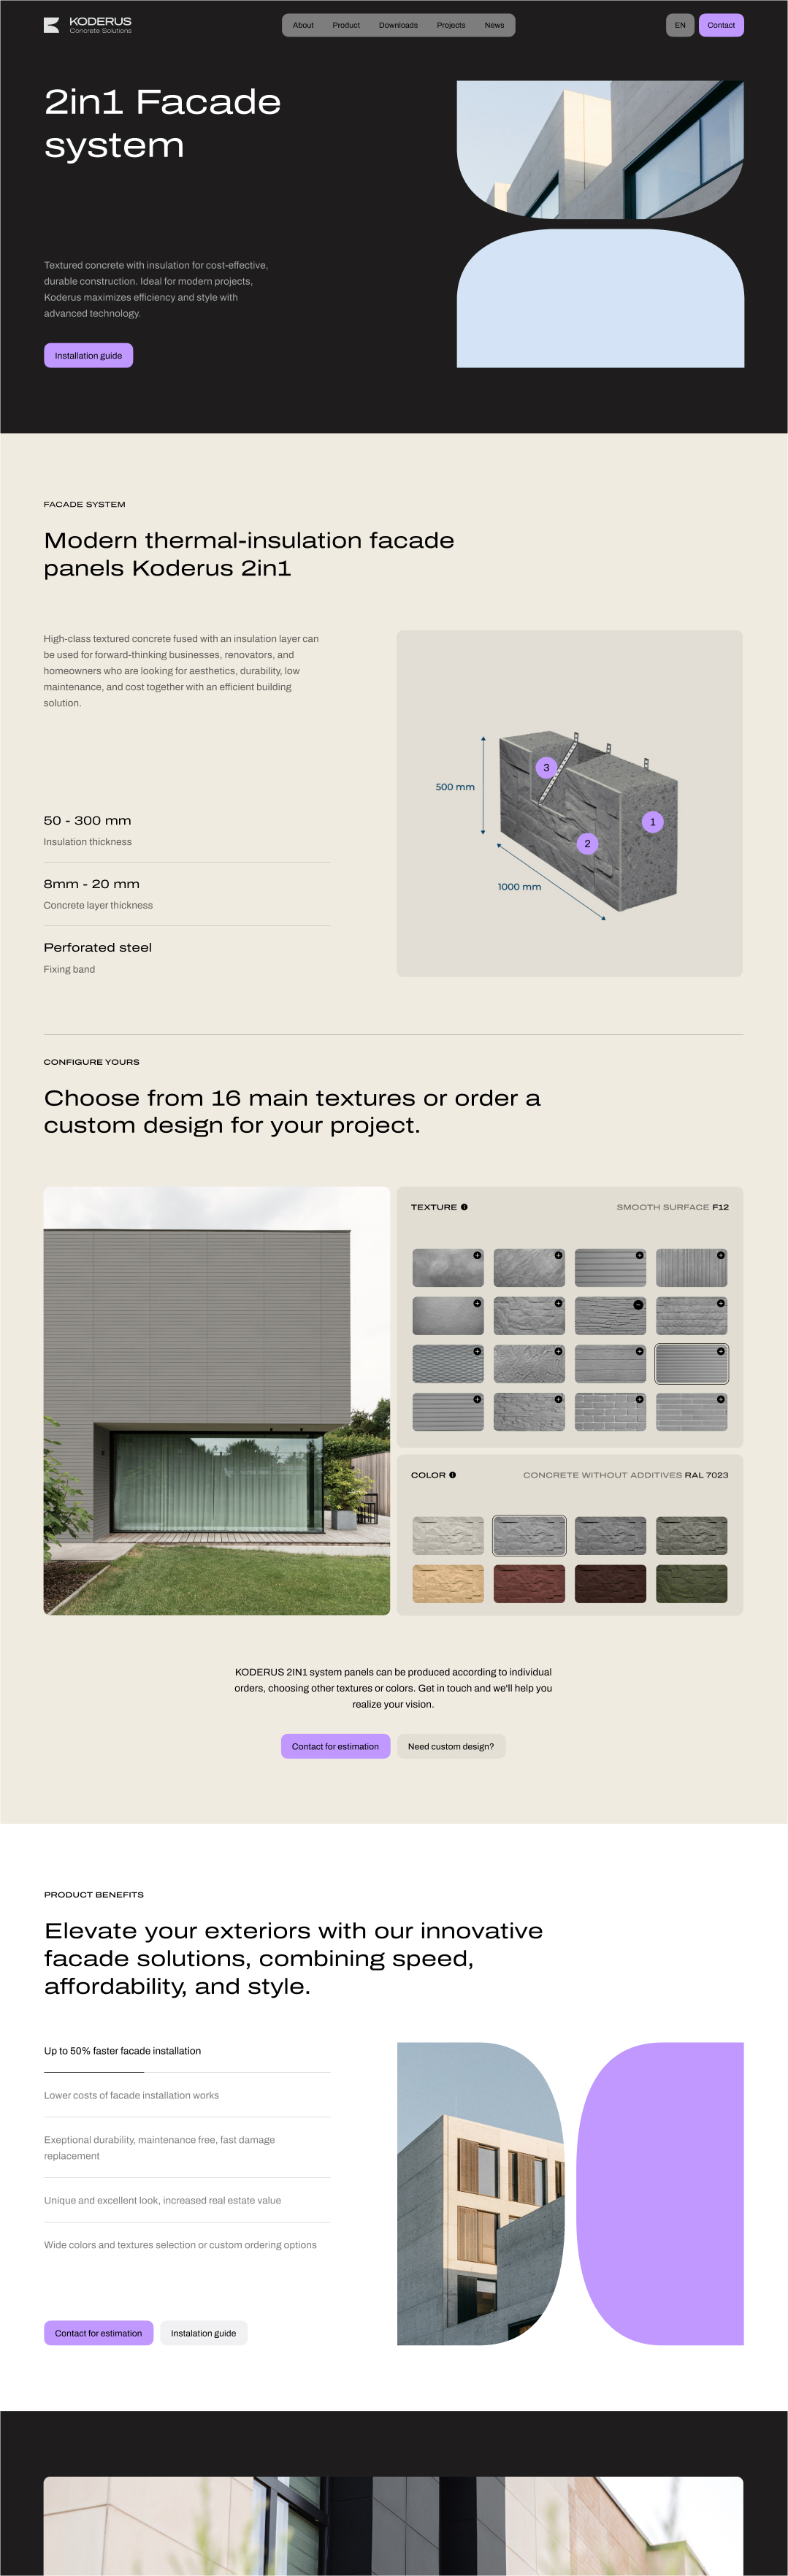 KODERUS
Concrete Solutions
About
Product
Downloads
Projects
News
EN
Contact
2in1 Facade
system
Textured concrete with insulation for cost-effective,
durable construction. Ideal for modern projects,
Koderus maximizes efficiency and style with
advanced technology.
Installation guide
FACADE SYSTEM
Modern thermal-insulation facade
panels Koderus 2in1
High-class textured concrete fused with an insulation layer can
be used for forward-thinking businesses, renovators, and
homeowners who are looking for aesthetics, durability, low
maintenance, and cost together with an efficient building
solution.
50 - 300 mm
Insulation thickness
8mm - 20 mm
Concrete layer thickness
Perforated steel
Fixing band
500 mm
3
1
2
1000 mm
CONFIGURE YOURS
Choose from 16 main textures or order a
custom design for your project.
TEXTURE
SMOOTH SURFACE F12
COLOR
CONCRETE WITHOUT ADDITIVES RAL 7023
KODERUS 2IN1 system panels can be produced according to individual
orders, choosing other textures or colors. Get in touch and we'll help you
realize your vision.
Contact for estimation
Need custom design?
PRODUCT BENEFITS
Elevate your exteriors with our innovative
facade solutions, combining speed,
affordability, and style.
Up to 50% faster facade installation
Lower costs of facade installation works
Exeptional durability, maintenance free, fast damage
replacement
Unique and excellent look, increased real estate value
Wide colors and textures selection or custom ordering options
Contact for estimation
Instalation guide